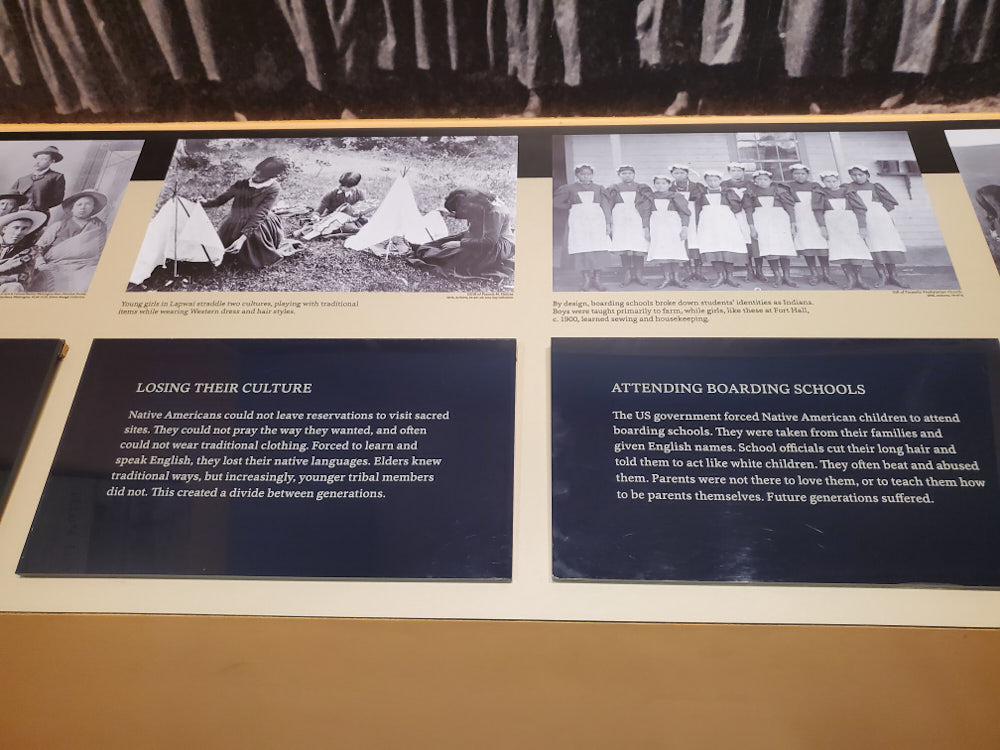 Young girls in Lapwai straddle two cultures, playing with traditional
items while wearing Western dress and hair styles.
By design, boarding schools broke down students' identities as Indians.
Boys were taught primarily to farm, while girls, like these at Fort Hall,
c. 1900, learned sewing and housekeeping.
LOSING THEIR CULTURE
Native Americans could not leave reservations to visit sacred
sites. They could not pray the way they wanted, and often
could not wear traditional clothing. Forced to learn and
speak English, they lost their native languages. Elders knew
traditional ways, but increasingly, younger tribal members
did not. This created a divide between generations.
ATTENDING BOARDING SCHOOLS
The US government forced Native American children to attend
boarding schools. They were taken from their families and
given English names. School officials cut their long hair and
told them to act like white children. They often beat and abused
them. Parents were not there to love them, or to teach them how
to be parents themselves. Future generations suffered.